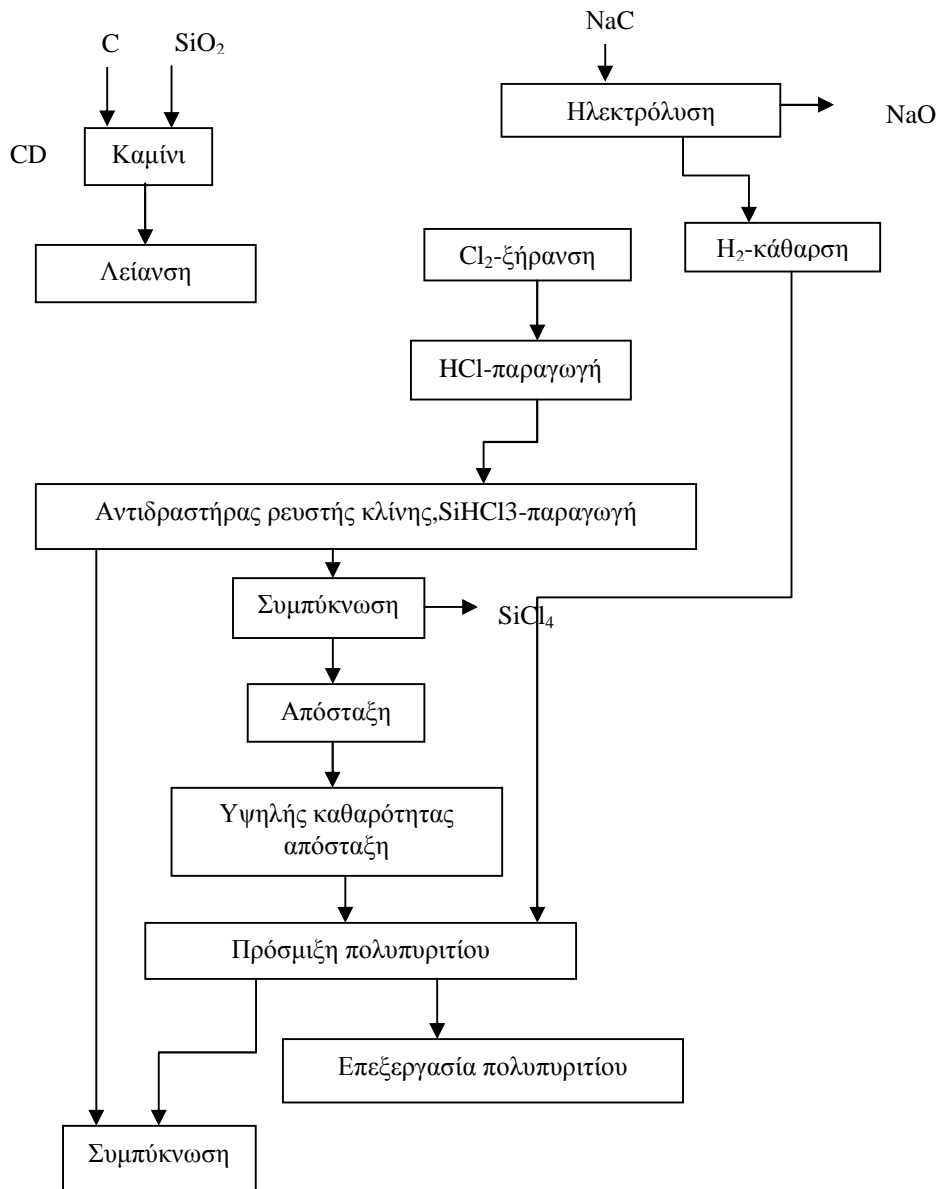 C SiO₂
NaC
Ηλεκτρόλυση
NaO
CD
Καμίνι
Λείανση
Cl₂-ξήρανση
H₂-κάθαρση
HCl-παραγωγή
Αντιδραστήρας ρευστής κλίνης,SiHCl3-παραγωγή
Συμπύκνωση
SiCl₄
Απόσταξη
Υψηλής καθαρότητας
απόσταξη
Πρόσμιξη πολυπυριτίου
Επεξεργασία πολυπυριτίου
Συμπύκνωση